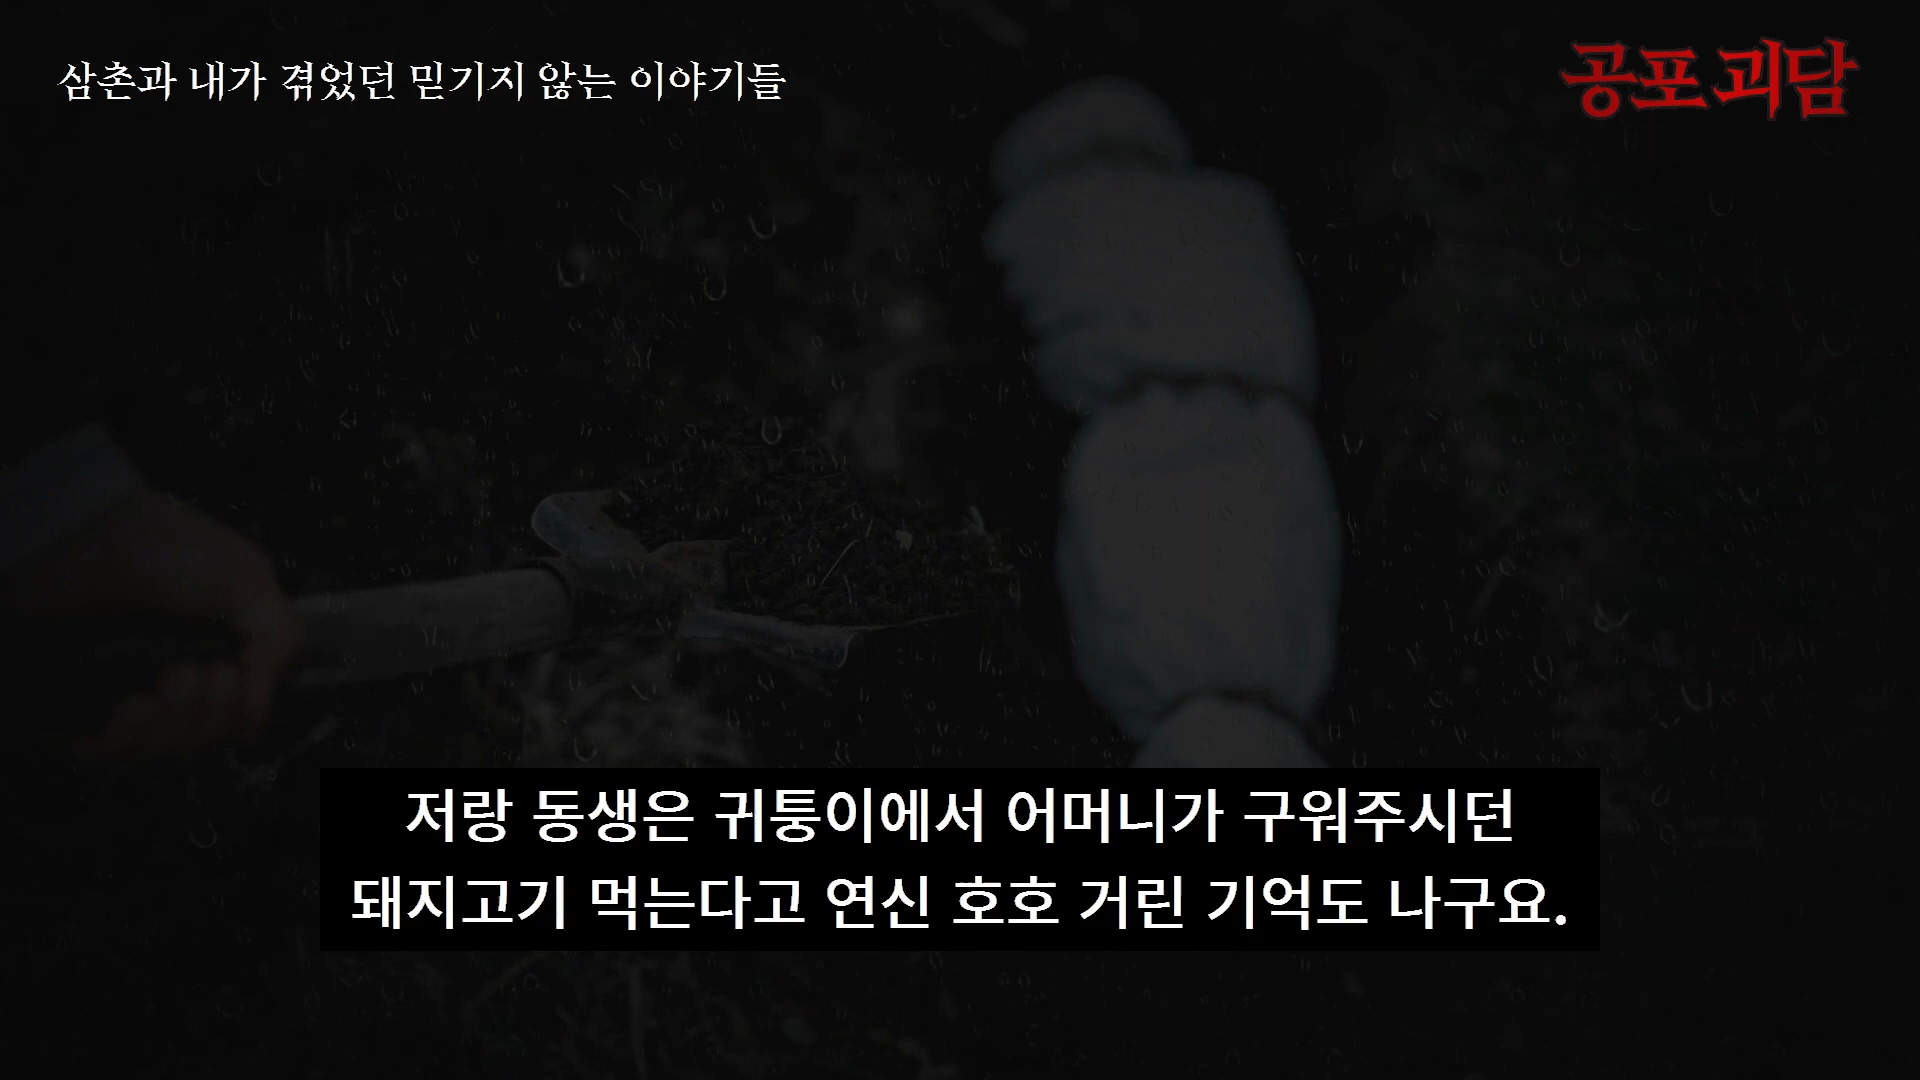 삼촌과 내가 겪었던 믿기지 않는 이야기들
공포 괴담
저랑 동생은 귀퉁이에서 어머니가 구워주시던
돼지고기 먹는다고 연신 호호 거린 기억도 나구요.